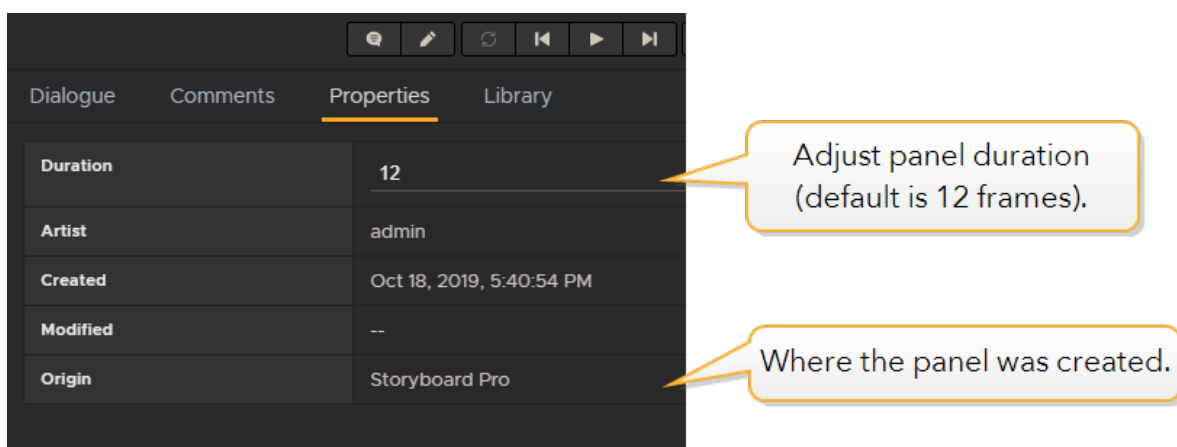 Dialogue Comments Properties Library
Duration 12
Adjust panel duration
(default is 12 frames).
Artist admin
Created Oct 18, 2019, 5:40:54 PM
Modified --
Where the panel was created.
Origin Storyboard Pro